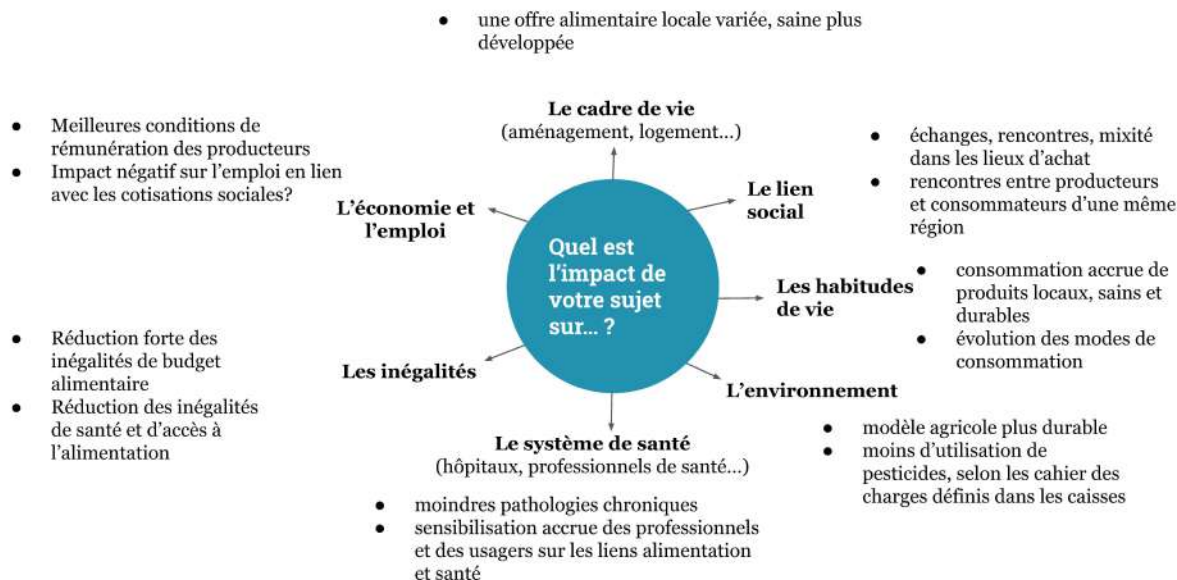 ● une offre alimentaire locale variée, saine plus
développée
Le cadre de vie
(aménagement, logement...)
● Meilleures conditions de
rémunération des producteurs
● Impact négatif sur l'emploi en lien
avec les cotisations sociales?
L'économie et
l'emploi
● échanges, rencontres, mixité
dans les lieux d'achat
● rencontres entre producteurs
et consommateurs d'une même
région
Le lien
social
Quel est
l'impact de
votre sujet
sur... ?
Les habitudes
de vie
● consommation accrue de
produits locaux, sains et
durables
● évolution des modes de
consommation
● Réduction forte des
inégalités de budget
alimentaire
● Réduction des inégalités
de santé et d'accès à
l'alimentation
Les inégalités
L'environnement
● modèle agricole plus durable
● moins d'utilisation de
pesticides, selon les cahier des
charges définis dans les caisses
Le système de santé
(hôpitaux, professionnels de santé...)
● moindres pathologies chroniques
● sensibilisation accrue des professionnels
et des usagers sur les liens alimentation
et santé